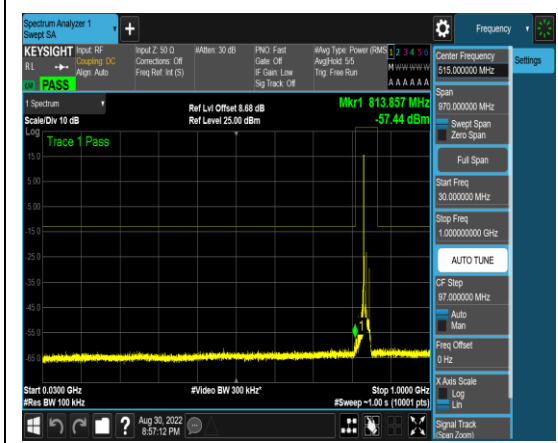 Spectrum Analyzer 1
Swept SA
Frequency
KEYSIGHT
RL
Input: RF
Coupling: DC
Align: Auto
Input Z: 50 Ω
Corrections: Off
Freq Ref: Int (S)
#Atten: 30 dB
PNO: Fast
Gate: Off
IF Gain: Low
Sig Track: Off
#Avg Type: Power (RMS
Avg|Hold: 5/5
Trig: Free Run
1 2 3 4 5 6
M W W W W W
A A A A A A
PASS
1 Spectrum
Scale/Div 10 dB
Log
Ref Lvl Offset 8.68 dB
Ref Level 25.00 dBm
Mkr1 813.857 MHz
-57.44 dBm
Trace 1 Pass
15.0
5.00
-5.00
-15.0
-25.0
-35.0
-45.0
-55.0
-65.0
1
Start 0.0300 GHz
#Res BW 100 kHz
#Video BW 300 kHz*
Stop 1.0000 GHz
#Sweep ~1.00 s (10001 pts)
?
Aug 30, 2022
8:57:12 PM
Center Frequency
515.000000 MHz
Settings
Span
970.000000 MHz
Swept Span
Zero Span
Full Span
Start Freq
30.000000 MHz
Stop Freq
1.000000000 GHz
AUTO TUNE
CF Step
97.000000 MHz
Auto
Man
Freq Offset
0 Hz
X Axis Scale
Log
Lin
Signal Track
(Span Zoom)